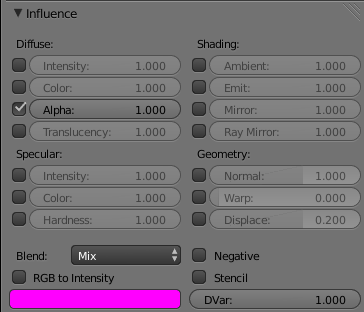 Influence
Diffuse: Shading:
Intensity: 1.000 Ambient: 1.000
Color: 1.000 Emit: 1.000
Alpha: 1.000 Mirror: 1.000
Translucency: 1.000 Ray Mirror: 1.000
Specular: Geometry:
Intensity: 1.000 Normal: 1.000
Color: 1.000 Warp: 0.000
Hardness: 1.000 Displace: 0.200
Blend: Mix Negative
RGB to Intensity Stencil
DVar: 1.000